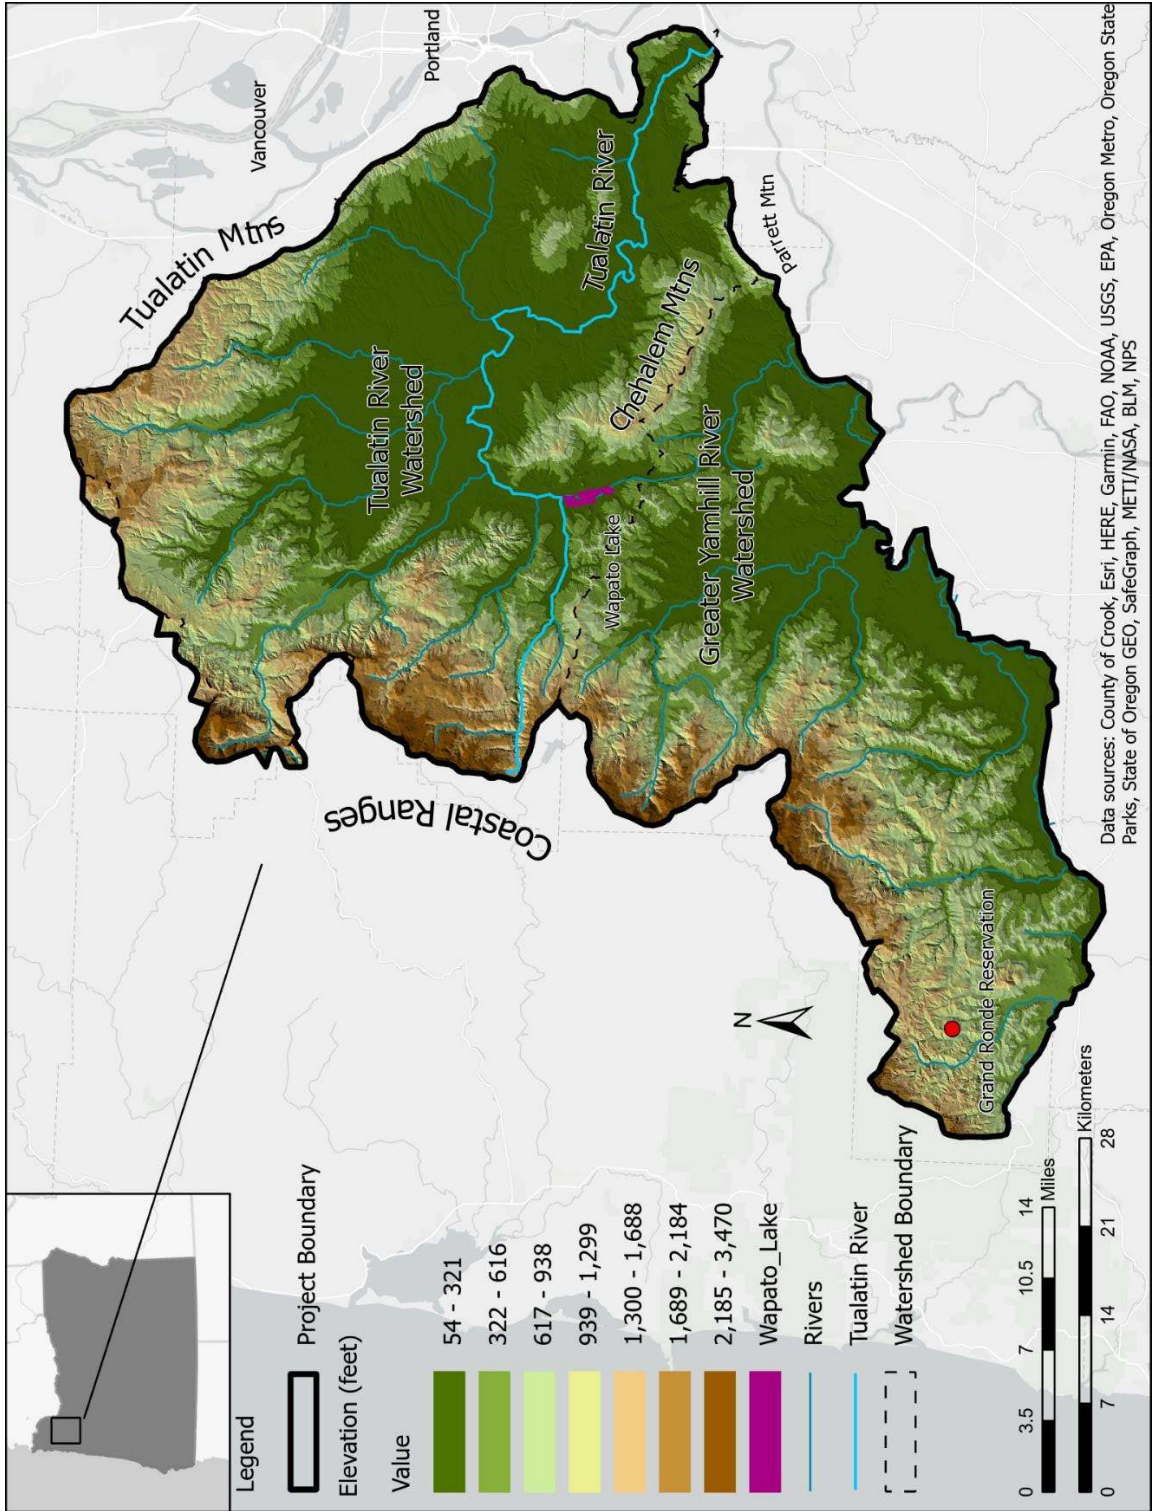 Vancouver
Portland
Tualatin Mtns
Tualatin River
Watershed
Tualatin River
Chehalem Mtns
Parrett Mtn
Wapato Lake
Greater Yamhill River
Watershed
Coastal Ranges
Grand Ronde Reservation
N
Legend
Project Boundary
Elevation (feet)
Value
54 - 321
322 - 616
617 - 938
939 - 1,299
1,300 - 1,688
1,689 - 2,184
2,185 - 3,470
Wapato_Lake
Rivers
Tualatin River
Watershed Boundary
0 3.5 7 10.5 14
Miles
Kilometers
0 7 14 21 28
Data sources: County of Crook, Esri, HERE, Garmin, FAO, NOAA, USGS, EPA, Oregon Metro, Oregon State
Parks, State of Oregon GEO, SafeGraph, METI/NASA, BLM, NPS